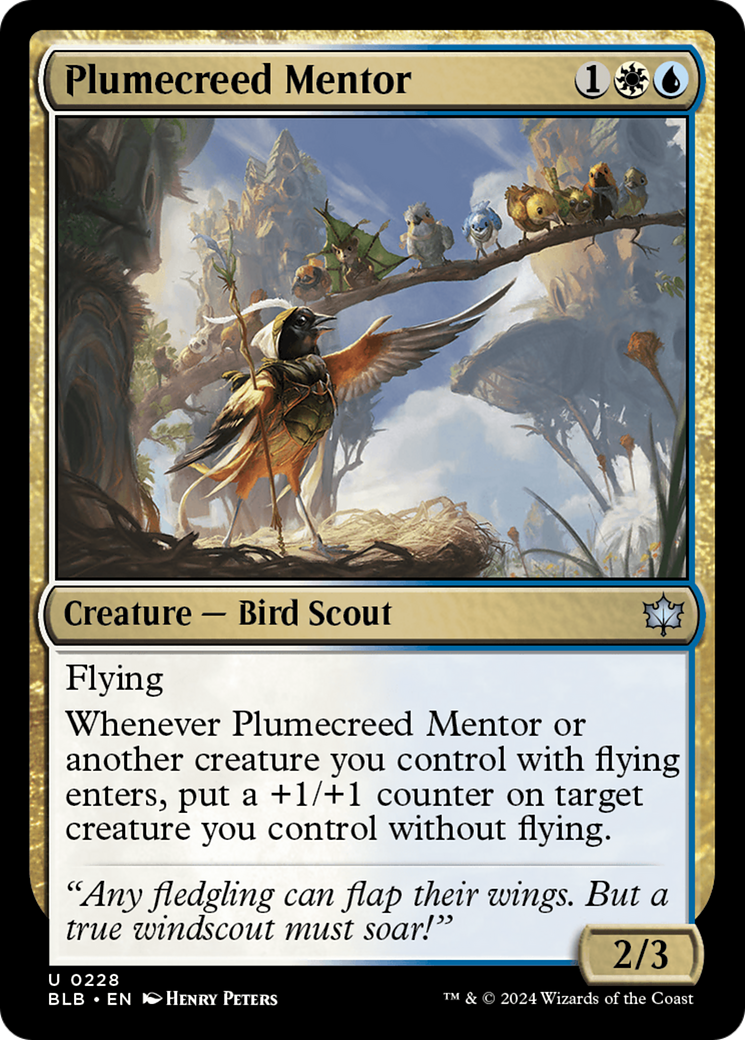 Plumecreed Mentor 1
Creature — Bird Scout
Flying
Whenever Plumecreed Mentor or
another creature you control with flying
enters, put a +1/+1 counter on target
creature you control without flying.
“Any fledgling can flap their wings. But a
true windscout must soar!”
2/3
U 0228
BLB • EN Henry Peters ™ & © 2024 Wizards of the Coast